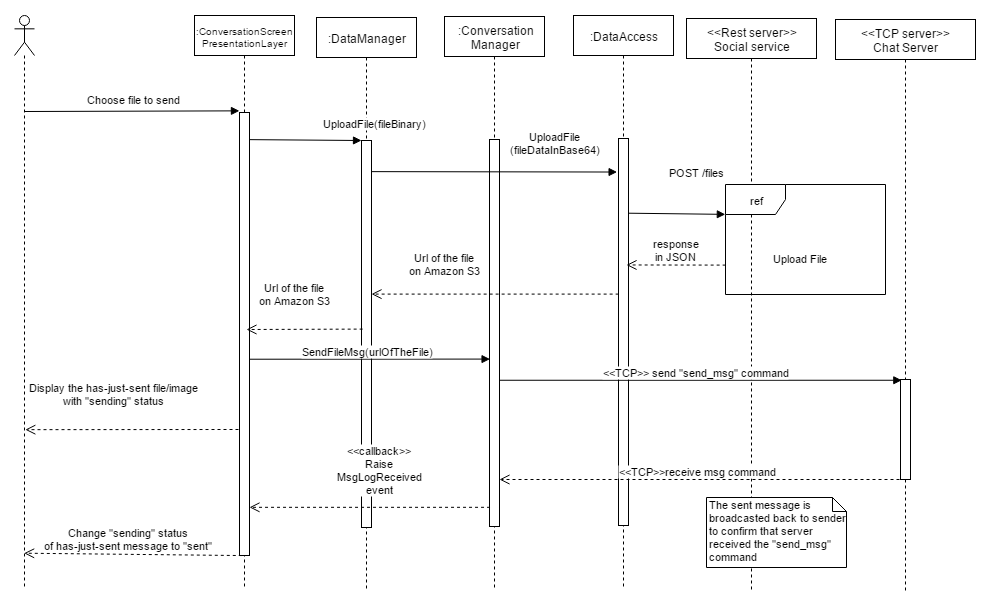 :ConversationScreen
PresentationLayer
:DataManager
:Conversation
Manager
:DataAccess
<<Rest server>>
Social service
<<TCP server>>
Chat Server
Choose file to send
UploadFile(fileBinary)
UploadFile
(fileDataInBase64)
POST /files
ref
response
in JSON
Upload File
Url of the file
on Amazon S3
Url of the file
on Amazon S3
SendFileMsg(urlOfTheFile)
<<TCP>> send "send_msg" command
Display the has-just-sent file/image
with "sending" status
<<callback>>
Raise
MsgLogReceived
event
<<TCP>>receive msg command
The sent message is
broadcasted back to sender
to confirm that server
received the "send_msg"
command
Change "sending" status
of has-just-sent message to "sent"